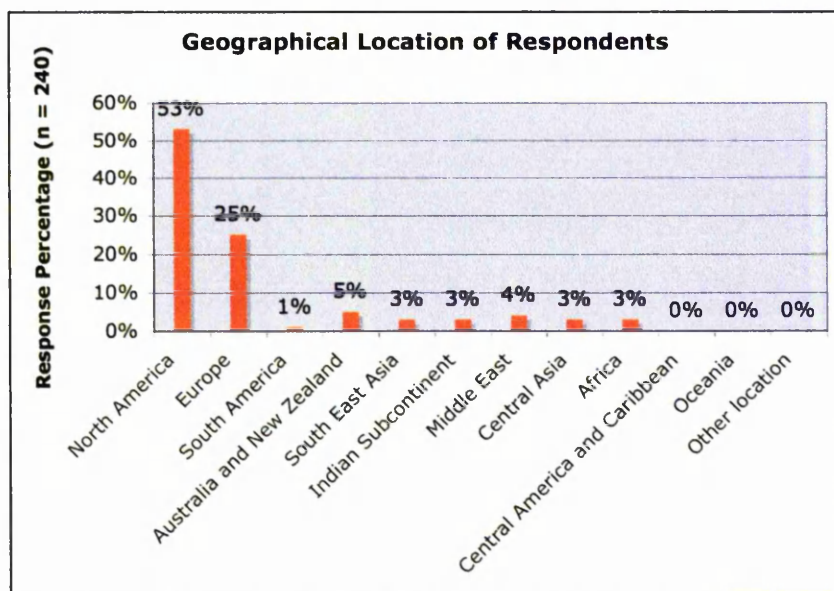 Geographical Location of Respondents
Response Percentage (n = 240)
60%
50%
40%
30%
20%
10%
0%
53%
25%
1%
5%
3%
3%
4%
3%
3%
0%
0%
0%
North America
Europe
South America
Australia and New Zealand
South East Asia
Indian Subcontinent
Middle East
Central Asia
Africa
Central America and Caribbean
Oceania
Other location